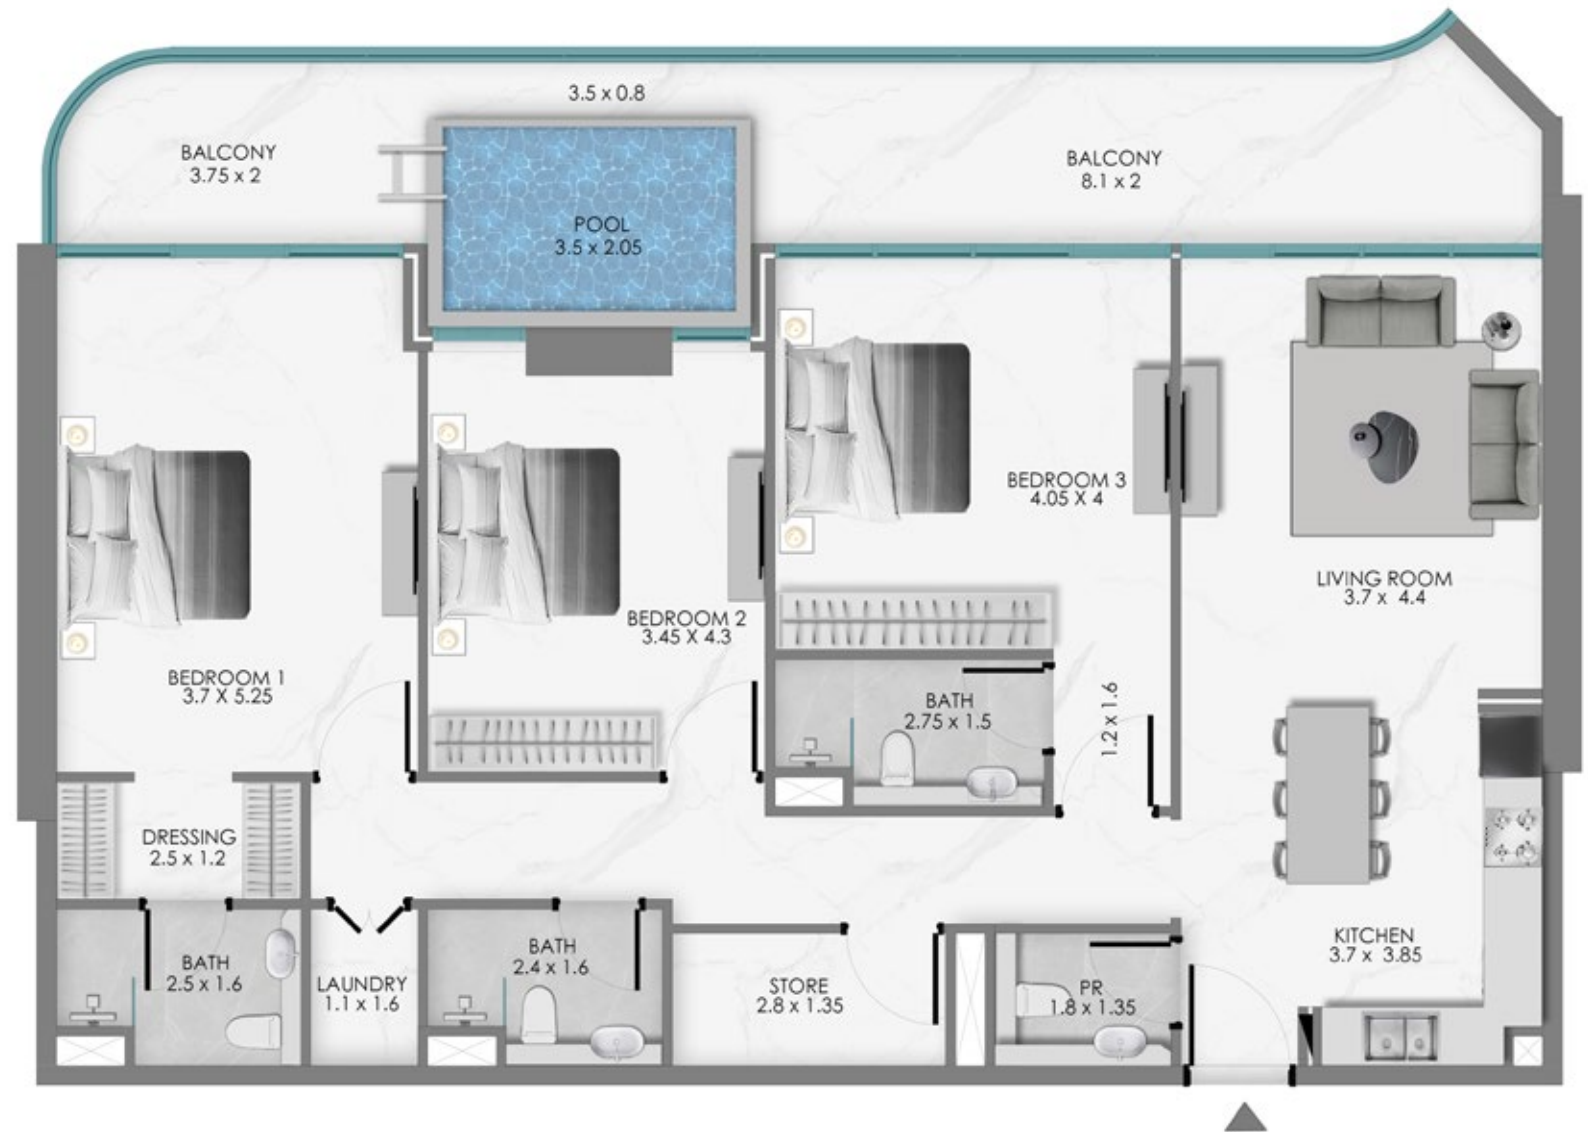 3.5 x 0.8
BALCONY
3.75 x 2
BALCONY
8.1 x 2
POOL
3.5 x 2.05
BEDROOM 3
4.05 X 4
LIVING ROOM
3.7 x 4.4
BEDROOM 2
3.45 X 4.3
BEDROOM 1
3.7 X 5.25
BATH
2.75 x 1.5
1.2 x 1.6
DRESSING
2.5 x 1.2
KITCHEN
3.7 x 3.85
BATH
2.5 x 1.6
LAUNDRY
1.1 x 1.6
BATH
2.4 x 1.6
STORE
2.8 x 1.35
PR
1.8 x 1.35